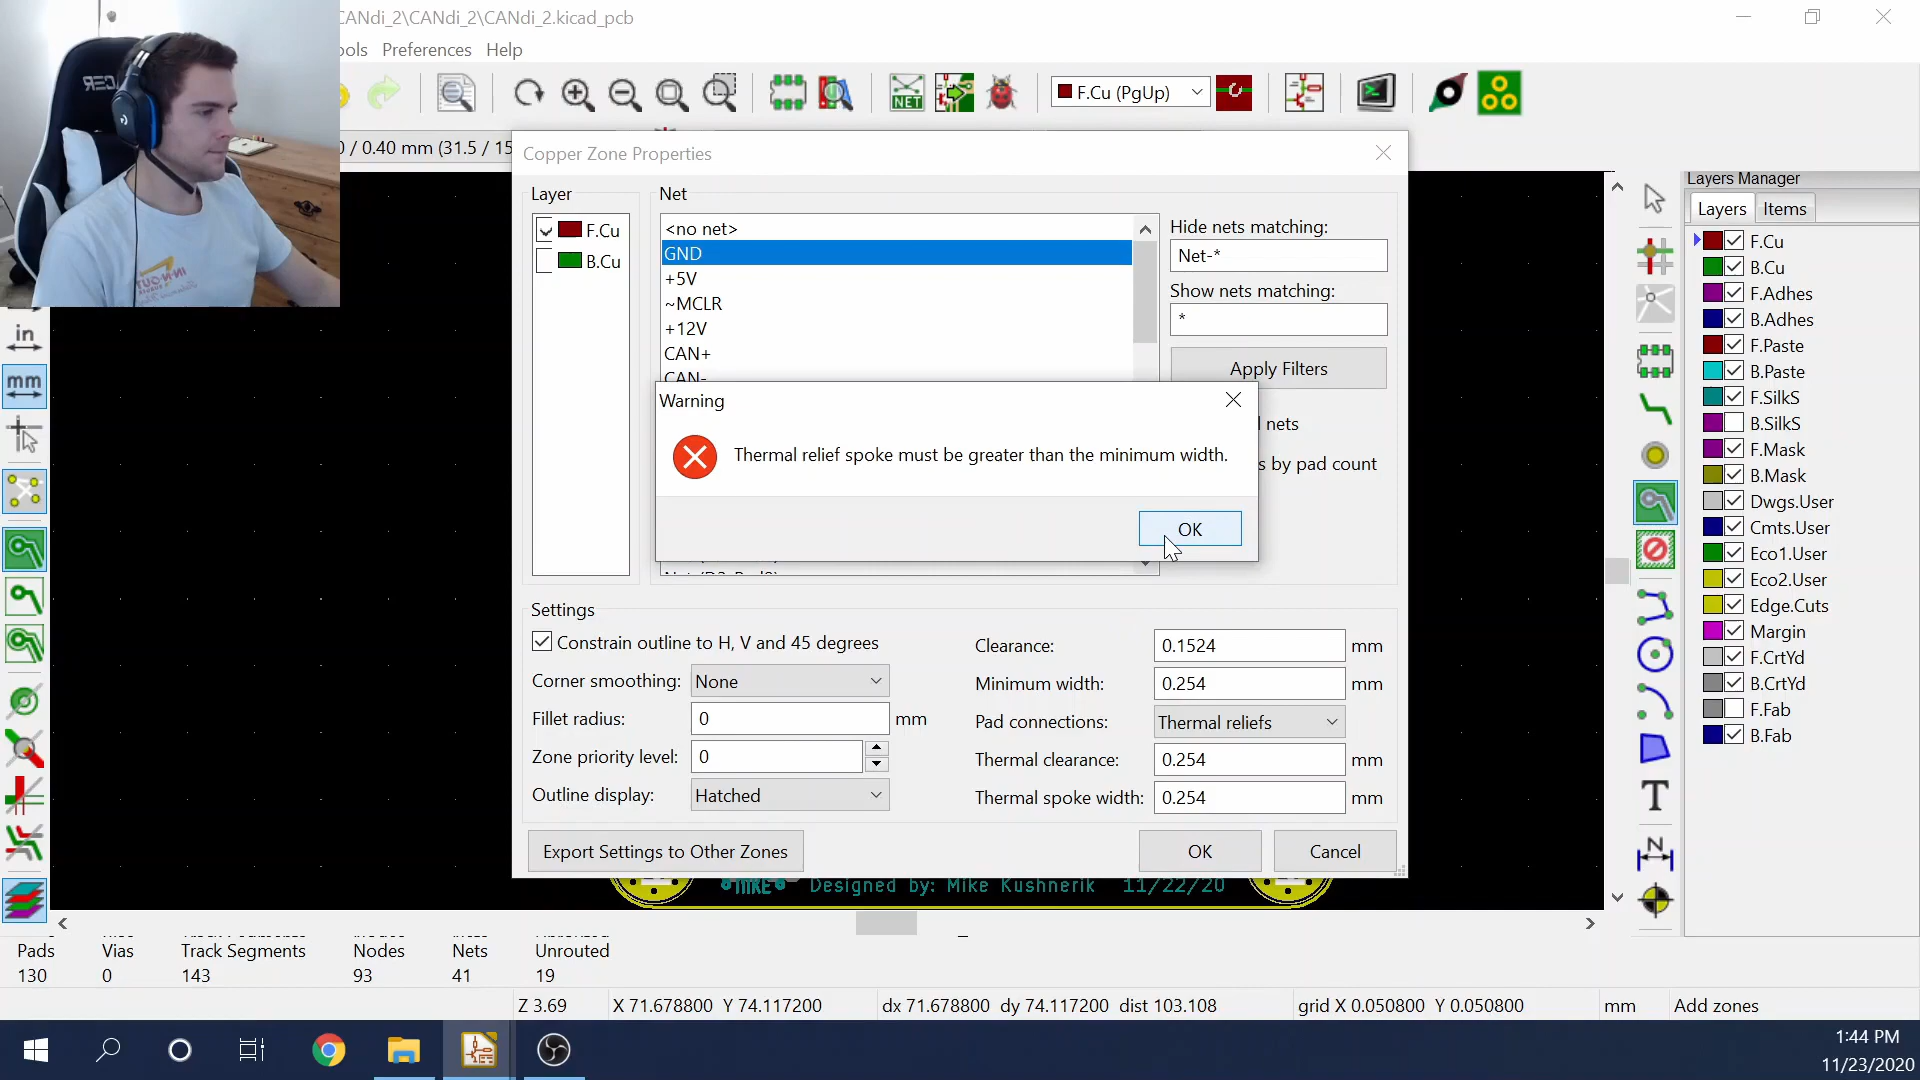 CANdi_2\CANdi_2\CANdi_2.kicad_pcb
ools Preferences Help
NET
F.Cu (PgUp)
0 / 0.40 mm (31.5 / 15
Copper Zone Properties
Layer
F.Cu
B.Cu
Net
<no net>
GND
+5V
~MCLR
+12V
CAN+
CAN-
Hide nets matching:
Net-*
Show nets matching:
*
Apply Filters
l nets
s by pad count
Warning
Thermal relief spoke must be greater than the minimum width.
OK
Settings
Constrain outline to H, V and 45 degrees
Corner smoothing: None
Fillet radius: 0 mm
Zone priority level: 0
Outline display: Hatched
Clearance: 0.1524 mm
Minimum width: 0.254 mm
Pad connections: Thermal reliefs
Thermal clearance: 0.254 mm
Thermal spoke width: 0.254 mm
Export Settings to Other Zones
OK
Cancel
Designed by: Mike Kushnerik 11/22/20
in
mm
T
N
Layers Manager
Layers Items
F.Cu
B.Cu
F.Adhes
B.Adhes
F.Paste
B.Paste
F.SilkS
B.SilkS
F.Mask
B.Mask
Dwgs.User
Cmts.User
Eco1.User
Eco2.User
Edge.Cuts
Margin
F.CrtYd
B.CrtYd
F.Fab
B.Fab
Pads Vias Track Segments Nodes Nets Unrouted
130 0 143 93 41 19
Z 3.69 X 71.678800 Y 74.117200 dx 71.678800 dy 74.117200 dist 103.108 grid X 0.050800 Y 0.050800 mm Add zones
1:44 PM
11/23/2020